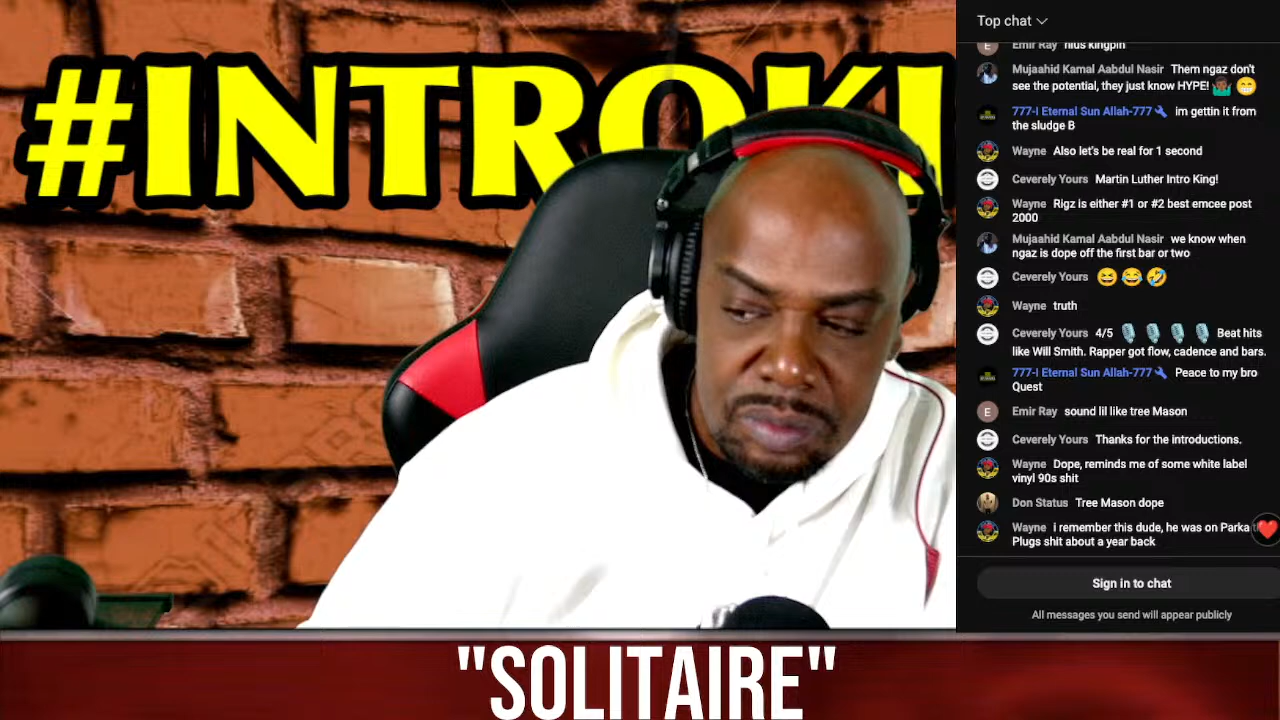 #INTROKI
Top chat
Emir Ray nius kingpin
Mujaahid Kamal Aabdul Nasir Them ngaz don't
see the potential, they just know HYPE! 🤷🏿‍♂️😁
777-I Eternal Sun Allah-777 im gettin it from
the sludge B
Wayne Also let's be real for 1 second
Ceverely Yours Martin Luther Intro King!
Wayne Rigz is either #1 or #2 best emcee post
2000
Mujaahid Kamal Aabdul Nasir we know when
ngaz is dope off the first bar or two
Ceverely Yours 😆😂🤣
Wayne truth
Ceverely Yours 4/5 🎙️🎙️🎙️🎙️ Beat hits
like Will Smith. Rapper got flow, cadence and bars.
777-I Eternal Sun Allah-777 Peace to my bro
Quest
Emir Ray sound lil like tree Mason
Ceverely Yours Thanks for the introductions.
Wayne Dope, reminds me of some white label
vinyl 90s shit
Don Status Tree Mason dope
Wayne i remember this dude, he was on Parka
Plugs shit about a year back
Sign in to chat
All messages you send will appear publicly
"SOLITAIRE"